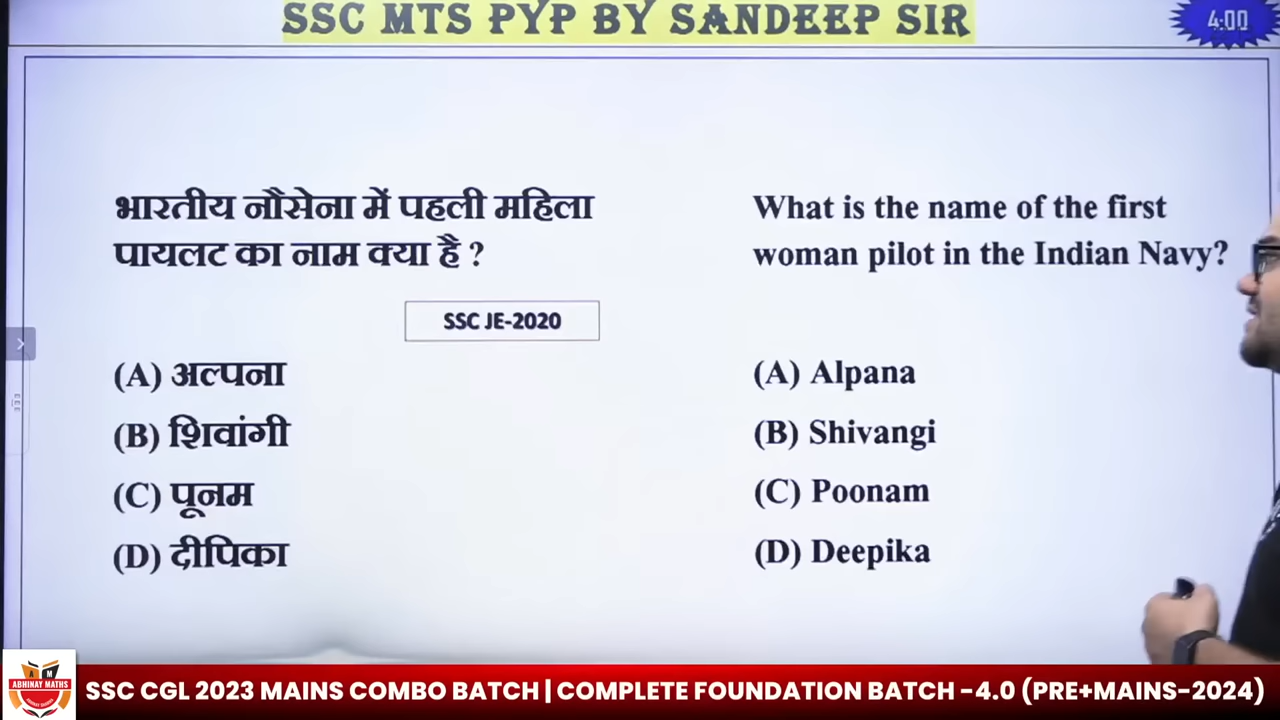 SSC MTS PYP BY SANDEEP SIR
4:00
भारतीय नौसेना में पहली महिला
पायलट का नाम क्या है ?
SSC JE-2020
(A) अल्पना
(B) शिवांगी
(C) पूनम
(D) दीपिका
What is the name of the first
woman pilot in the Indian Navy?
(A) Alpana
(B) Shivangi
(C) Poonam
(D) Deepika
A M
ABHINAY MATHS
SSC CGL 2023 MAINS COMBO BATCH | COMPLETE FOUNDATION BATCH -4.0 (PRE+MAINS-2024)